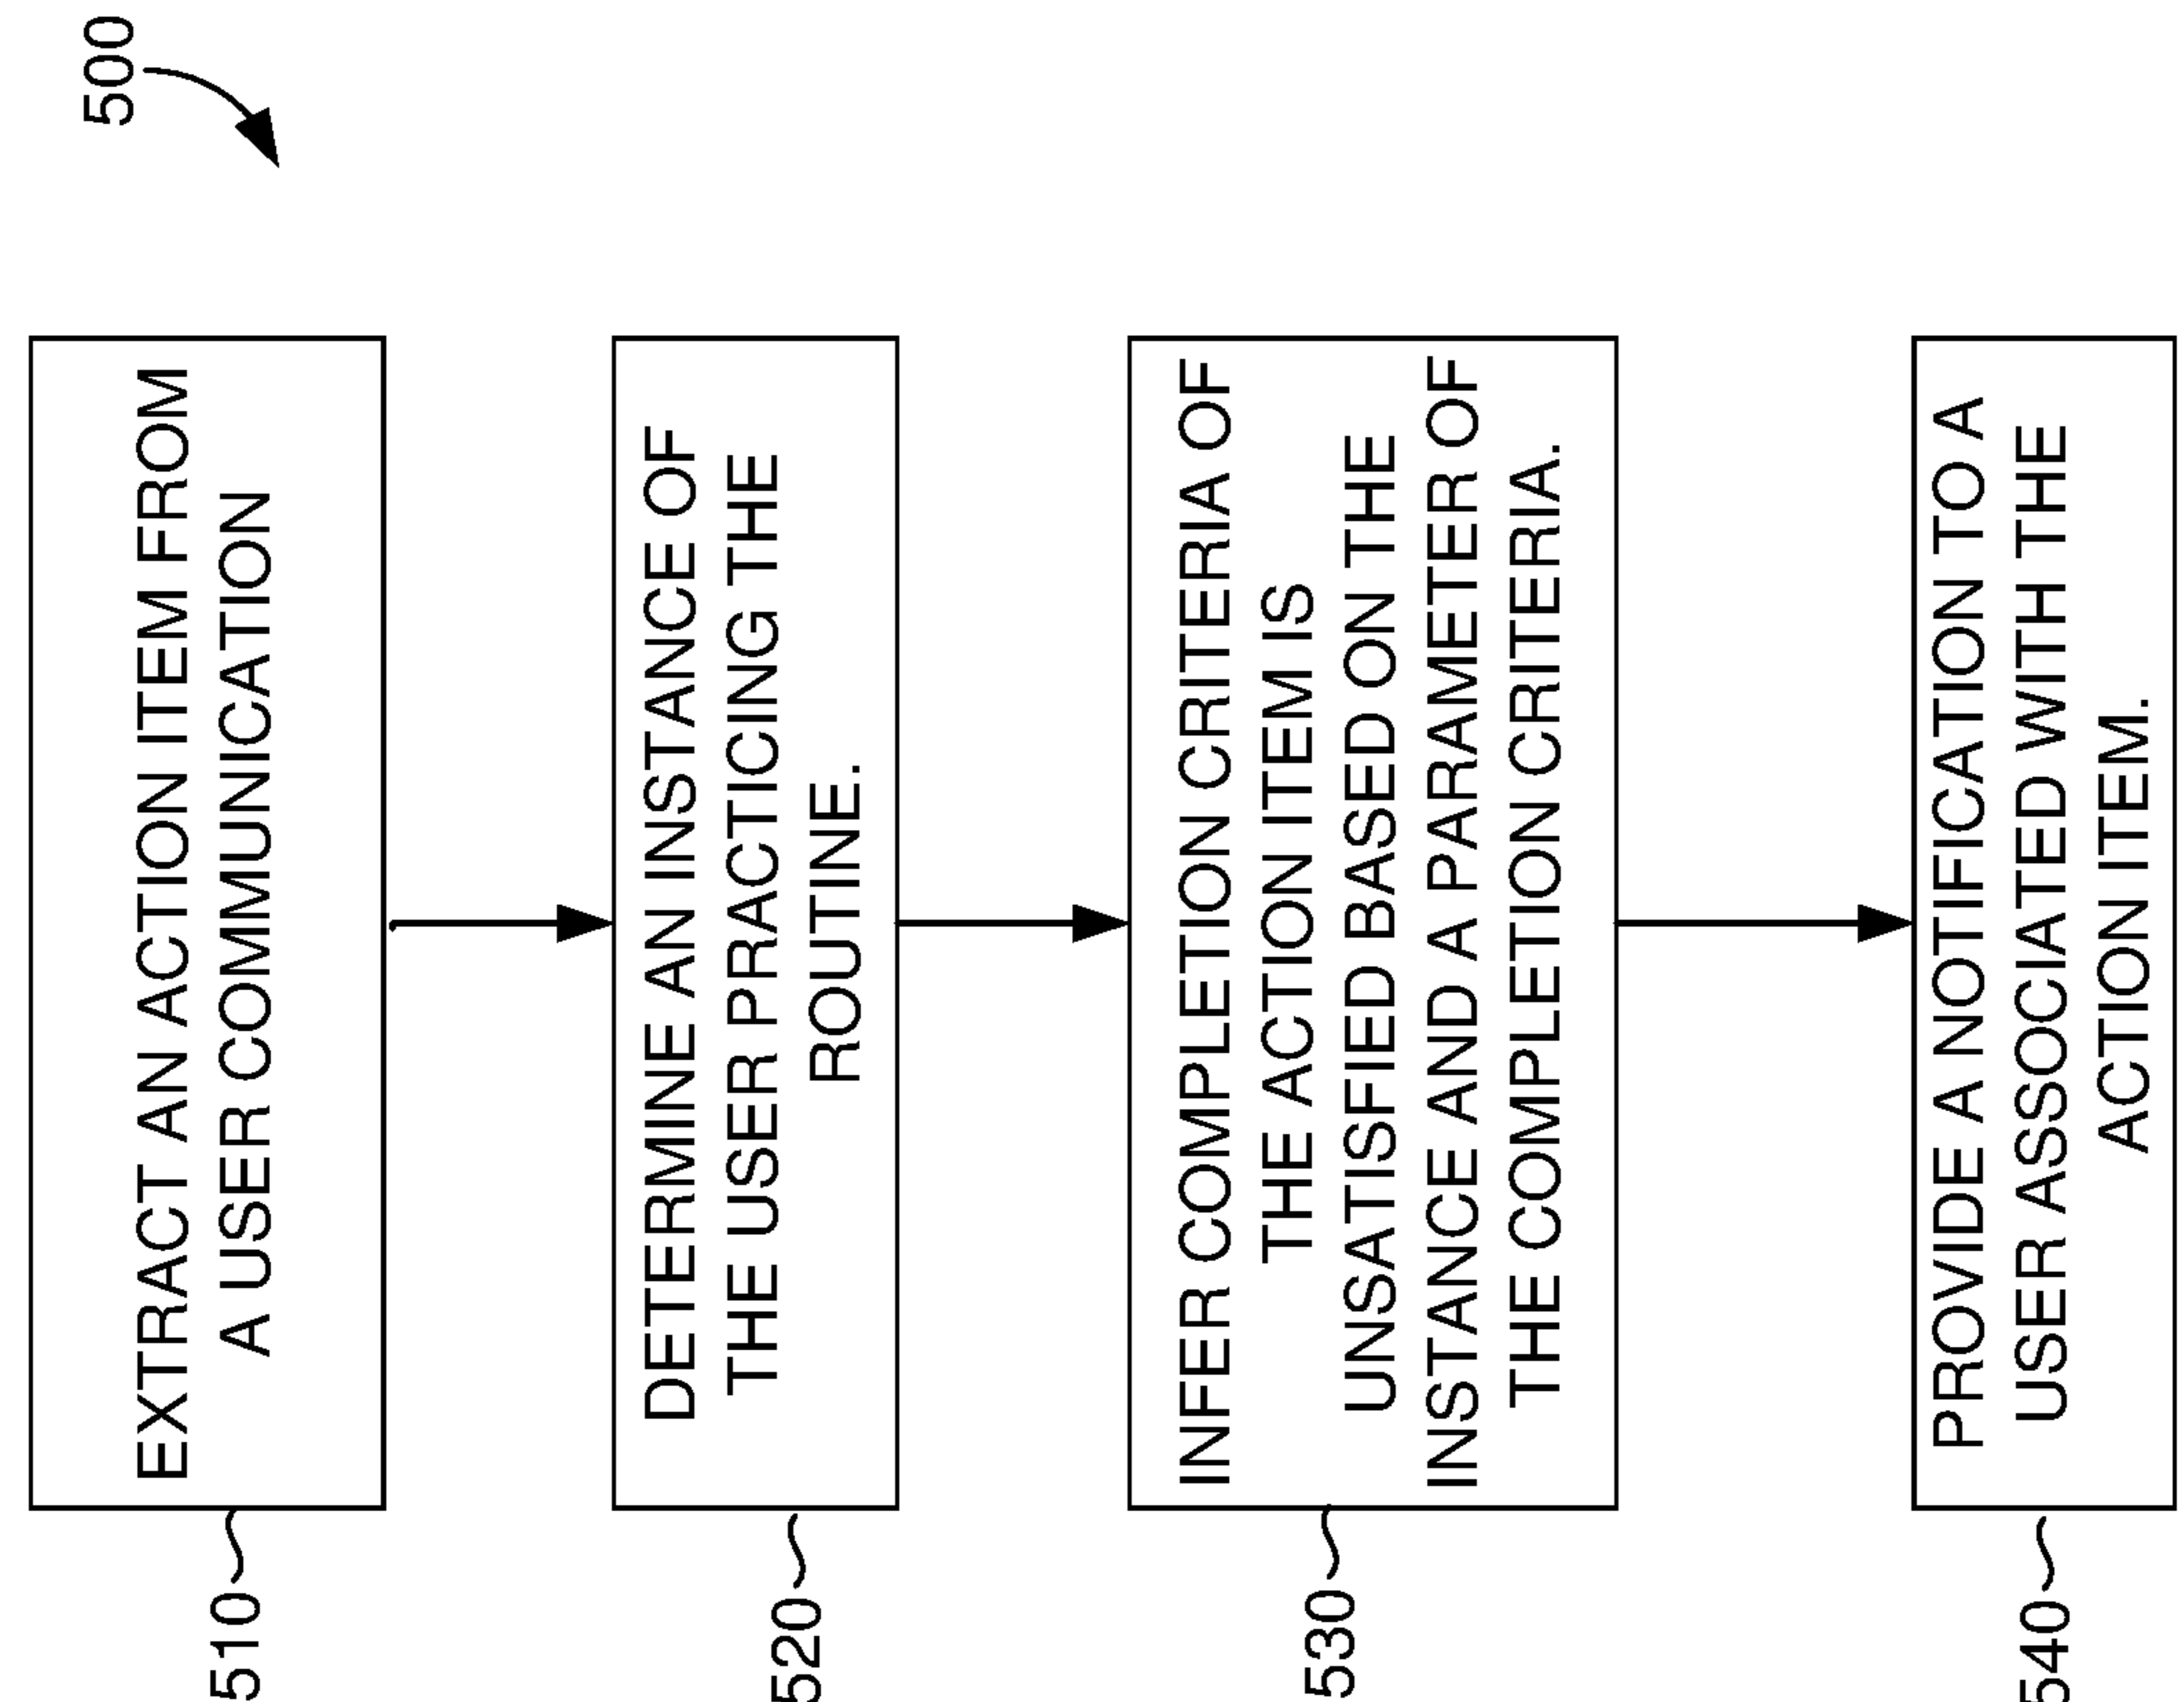 500
510
EXTRACT AN ACTION ITEM FROM
A USER COMMUNICATION
520
DETERMINE AN INSTANCE OF
THE USER PRACTICING THE
ROUTINE.
530
INFER COMPLETION CRITERIA OF
THE ACTION ITEM IS
UNSATISFIED BASED ON THE
INSTANCE AND A PARAMETER OF
THE COMPLETION CRITERIA.
540
PROVIDE A NOTIFICATION TO A
USER ASSOCIATED WITH THE
ACTION ITEM.